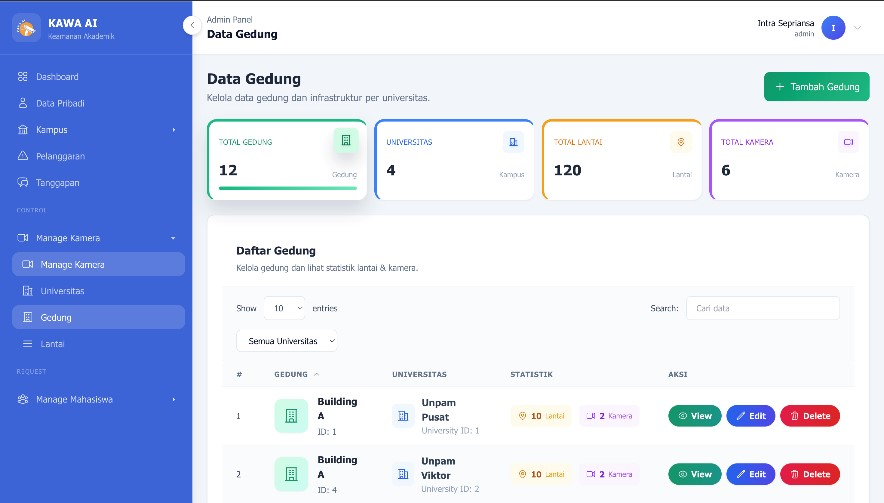 KAWA AI
Keamanan Akademik
Dashboard
Data Pribadi
Kampus
Pelanggaran
Tanggapan
CONTROL
Manage Kamera
Manage Kamera
Universitas
Gedung
Lantai
REQUEST
Manage Mahasiswa
Admin Panel
Data Gedung
Intra Sepriansa
admin
I
Data Gedung
Kelola data gedung dan infrastruktur per universitas.
+ Tambah Gedung
TOTAL GEDUNG
12 Gedung
UNIVERSITAS
4 Kampus
TOTAL LANTAI
120 Lantai
TOTAL KAMERA
6 Kamera
Daftar Gedung
Kelola gedung dan lihat statistik lantai & kamera.
Show 10 entries
Search: Cari data
Semua Universitas
# GEDUNG UNIVERSITAS STATISTIK AKSI
1 Building A ID: 1 Unpam Pusat University ID: 1 10 Lantai 2 Kamera View Edit Delete
2 Building A ID: 4 Unpam Viktor University ID: 2 10 Lantai 2 Kamera View Edit Delete